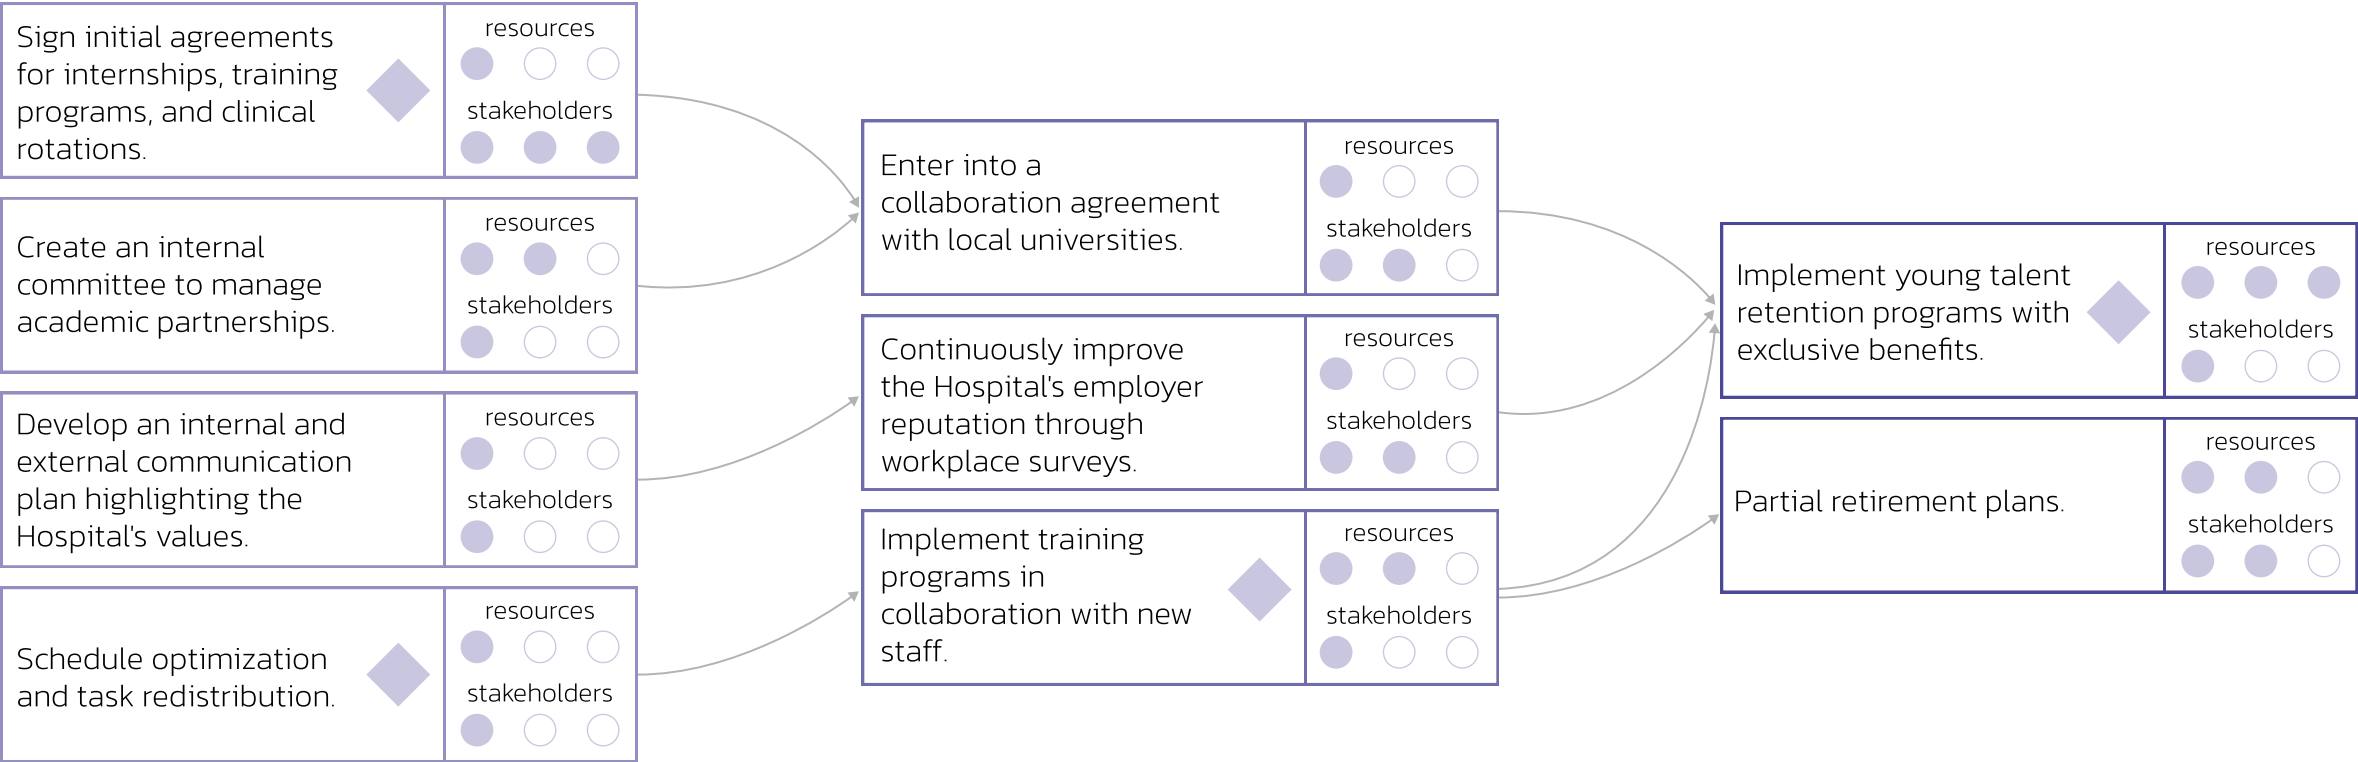 Sign initial agreements
for internships, training
programs, and clinical
rotations.
resources
stakeholders
Create an internal
committee to manage
academic partnerships.
resources
stakeholders
Develop an internal and
external communication
plan highlighting the
Hospital's values.
resources
stakeholders
Schedule optimization
and task redistribution.
resources
stakeholders
Enter into a
collaboration agreement
with local universities.
resources
stakeholders
Continuously improve
the Hospital's employer
reputation through
workplace surveys.
resources
stakeholders
Implement training
programs in
collaboration with new
staff.
resources
stakeholders
Implement young talent
retention programs with
exclusive benefits.
resources
stakeholders
Partial retirement plans.
resources
stakeholders